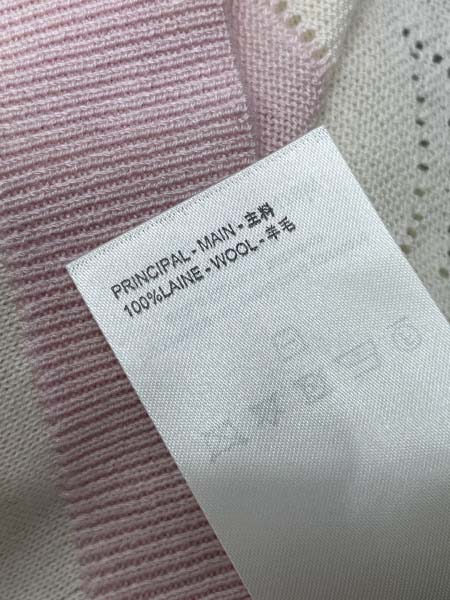 PRINCIPAL - MAIN - 主料
100%LAINE - WOOL - 羊毛